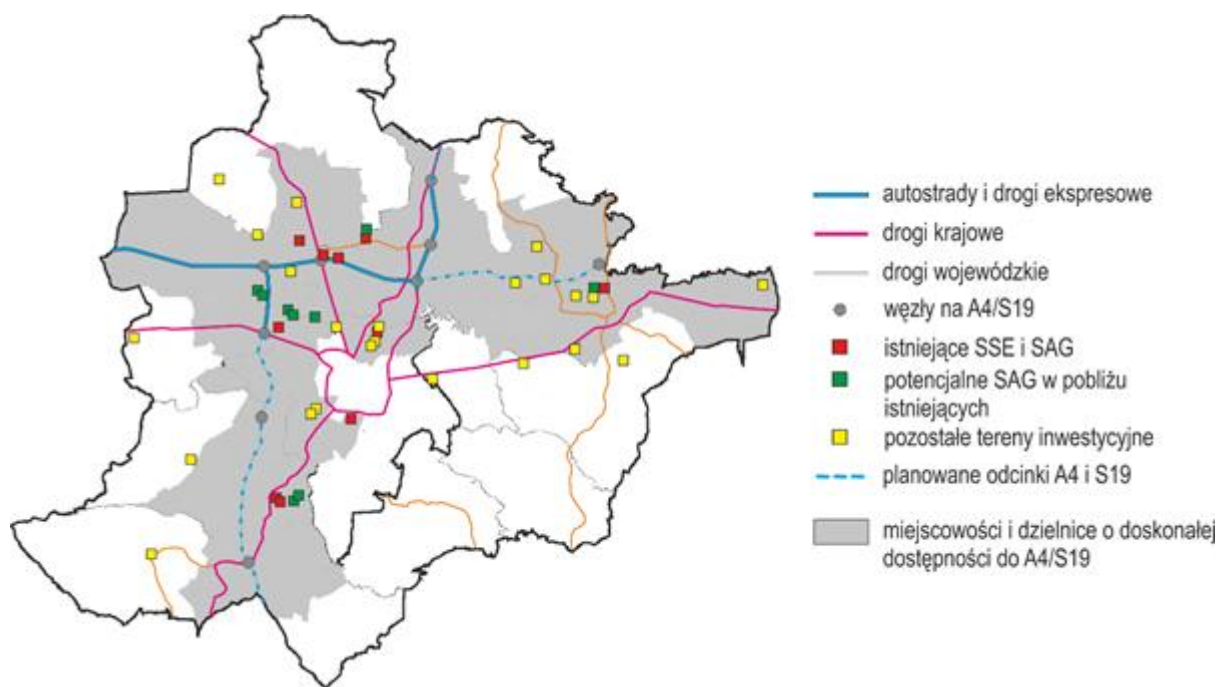 autostrady i drogi ekspresowe
drogi krajowe
drogi wojewódzkie
węzły na A4/S19
istniejące SSE i SAG
potencjalne SAG w pobliżu
istniejących
pozostałe tereny inwestycyjne
planowane odcinki A4 i S19
miejscowości i dzielnice o doskonałej
dostępności do A4/S19